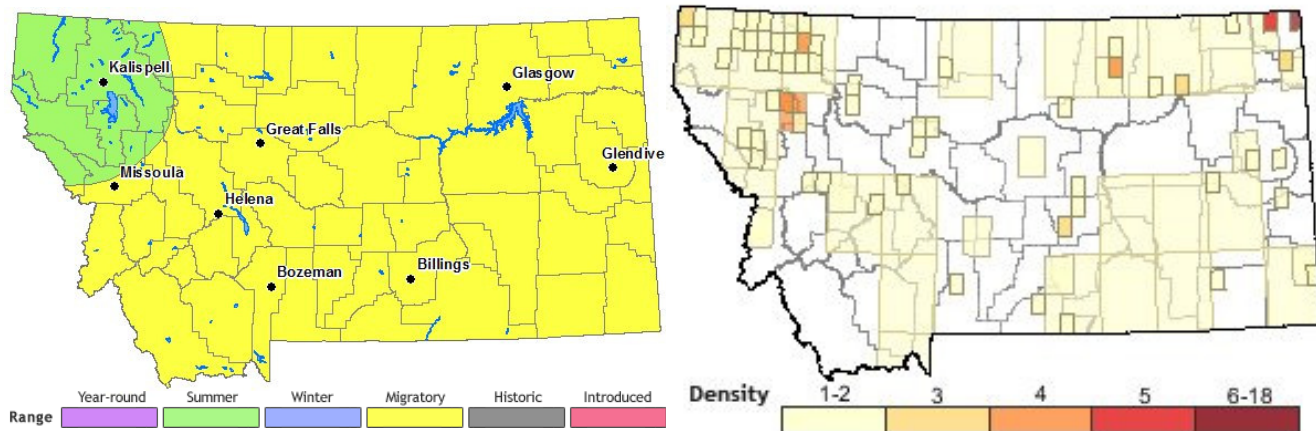 Kalispell
Glasgow
Great Falls
Glendive
Missoula
Helena
Bozeman
Billings
Year-round Summer Winter Migratory Historic Introduced
Range
Density 1-2 3 4 5 6-18